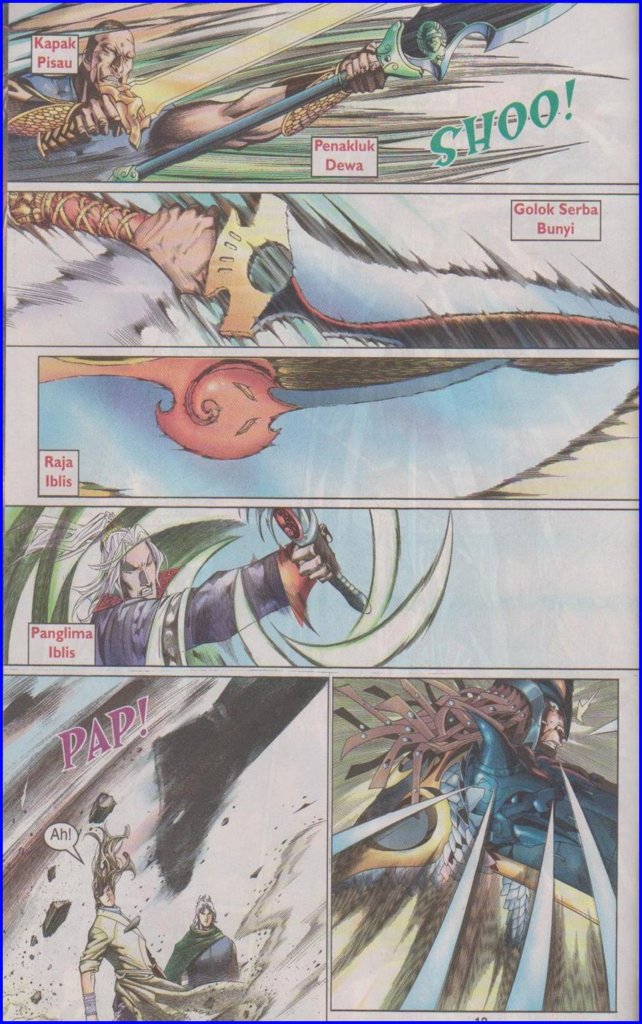 Kapak
Pisau
SHOO!
Penakluk
Dewa
Golok Serba
Bunyi
Raja
Iblis
Panglima
Iblis
PAP!
Ah!